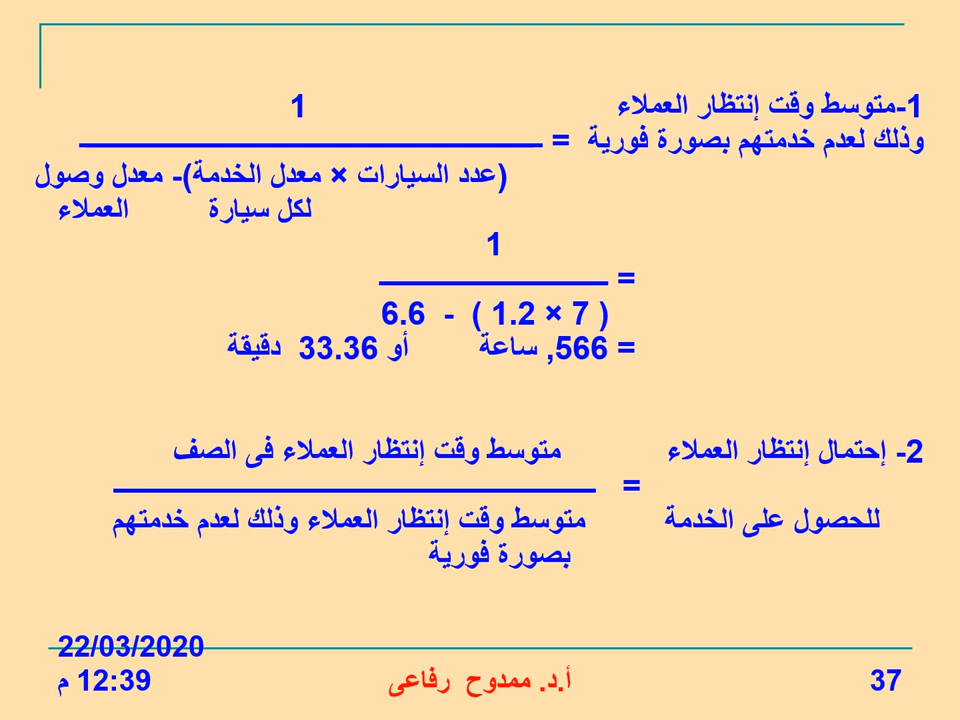 1-متوسط وقت إنتظار العملاء 1
وذلك لعدم خدمتهم بصورة فورية =
(عدد السيارات × معدل الخدمة)- معدل وصول
لكل سيارة العملاء
1
=
( 7 × 1.2 ) - 6.6
= 566, ساعة أو 33.36 دقيقة
2- إحتمال إنتظار العملاء متوسط وقت إنتظار العملاء فى الصف
=
للحصول على الخدمة متوسط وقت إنتظار العملاء وذلك لعدم خدمتهم
بصورة فورية
22/03/2020
12:39 م أ.د. ممدوح رفاعى 37